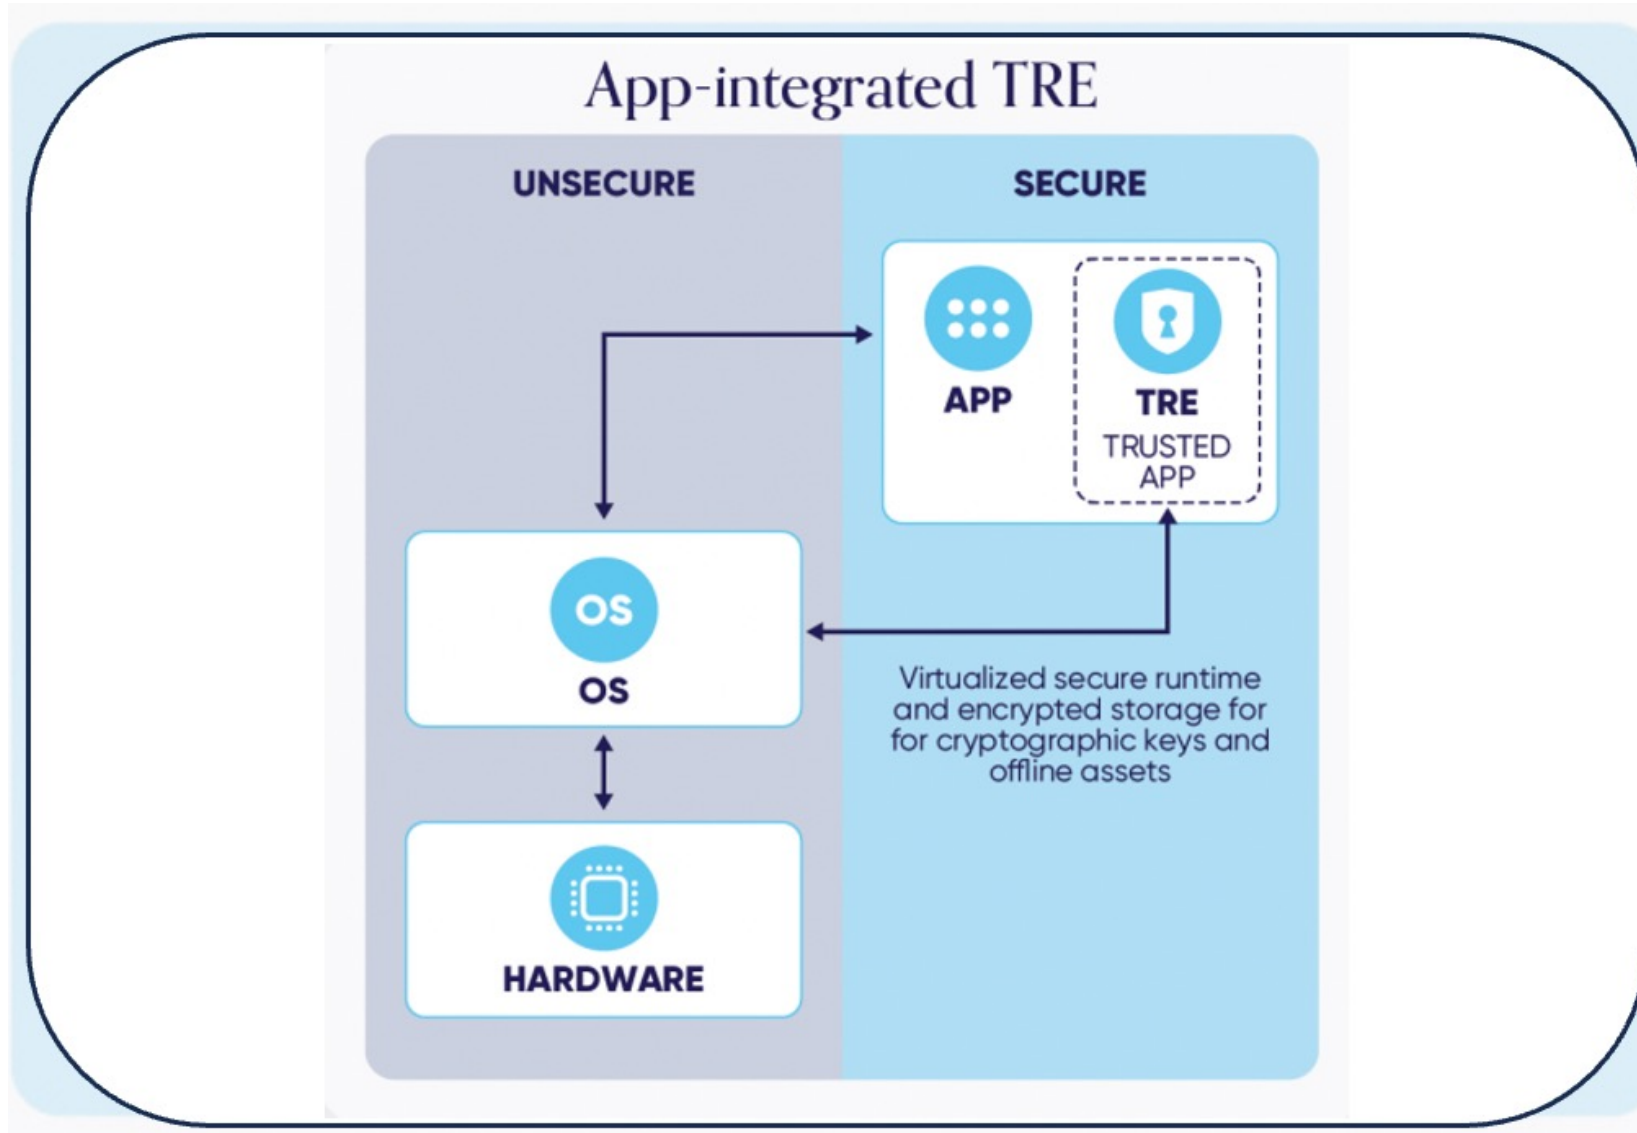 App-integrated TRE
UNSECURE
SECURE
APP
TRE
TRUSTED
APP
OS
OS
Virtualized secure runtime
and encrypted storage for
for cryptographic keys and
offline assets
HARDWARE